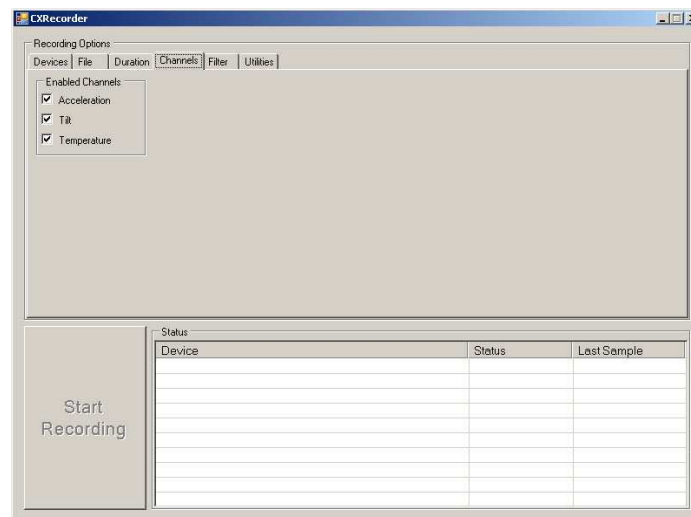 CXRecorder
Recording Options
Devices File Duration Channels Filter Utilities
Enabled Channels
Acceleration
Tilt
Temperature
Status
Device Status Last Sample
Start
Recording